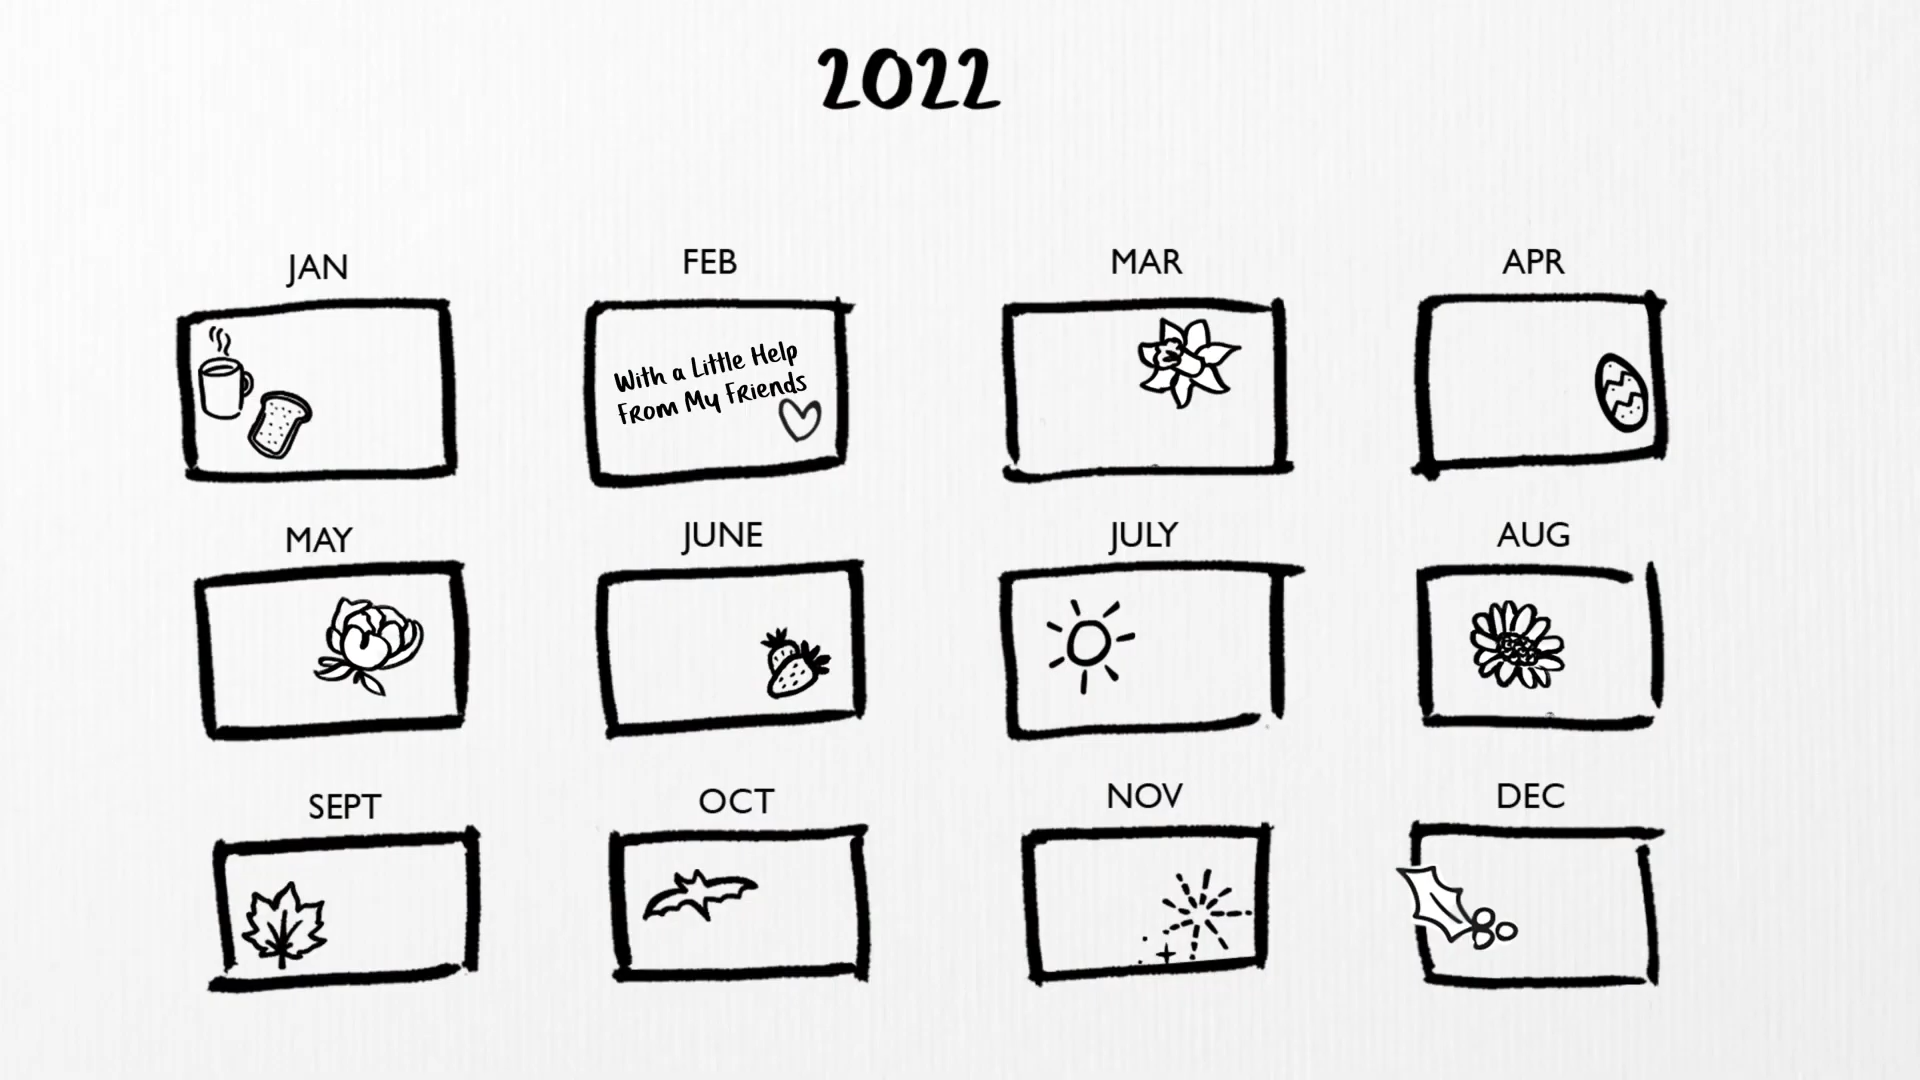 2022
JAN
FEB
MAR
APR
With a Little Help
From My Friends
MAY
JUNE
JULY
AUG
SEPT
OCT
NOV
DEC